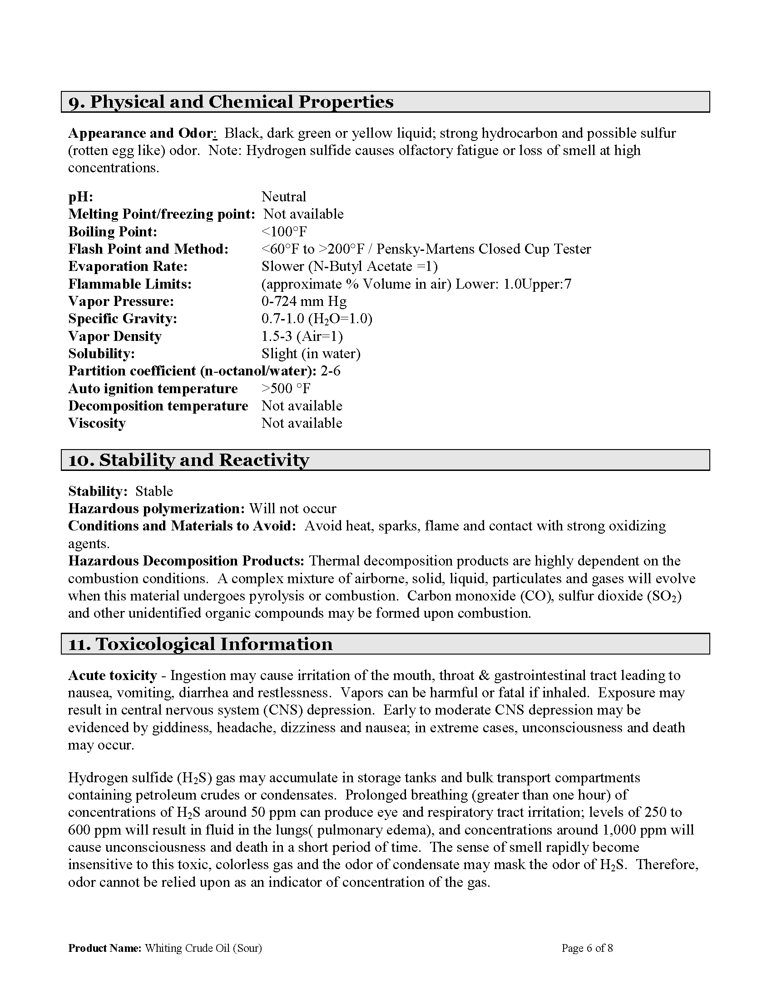 9. Physical and Chemical Properties
Appearance and Odor:  Black, dark green or yellow liquid; strong hydrocarbon and possible sulfur
(rotten egg like) odor.  Note: Hydrogen sulfide causes olfactory fatigue or loss of smell at high
concentrations.
pH: Neutral
Melting Point/freezing point:  Not available
Boiling Point: <100°F
Flash Point and Method: <60°F to >200°F / Pensky-Martens Closed Cup Tester
Evaporation Rate: Slower (N-Butyl Acetate =1)
Flammable Limits: (approximate % Volume in air) Lower: 1.0Upper:7
Vapor Pressure: 0-724 mm Hg
Specific Gravity: 0.7-1.0 (H₂O=1.0)
Vapor Density 1.5-3 (Air=1)
Solubility: Slight (in water)
Partition coefficient (n-octanol/water): 2-6
Auto ignition temperature >500 °F
Decomposition temperature Not available
Viscosity Not available
10. Stability and Reactivity
Stability:  Stable
Hazardous polymerization: Will not occur
Conditions and Materials to Avoid:  Avoid heat, sparks, flame and contact with strong oxidizing
agents.
Hazardous Decomposition Products: Thermal decomposition products are highly dependent on the
combustion conditions.  A complex mixture of airborne, solid, liquid, particulates and gases will evolve
when this material undergoes pyrolysis or combustion.  Carbon monoxide (CO), sulfur dioxide (SO₂)
and other unidentified organic compounds may be formed upon combustion.
11. Toxicological Information
Acute toxicity - Ingestion may cause irritation of the mouth, throat & gastrointestinal tract leading to
nausea, vomiting, diarrhea and restlessness.  Vapors can be harmful or fatal if inhaled.  Exposure may
result in central nervous system (CNS) depression.  Early to moderate CNS depression may be
evidenced by giddiness, headache, dizziness and nausea; in extreme cases, unconsciousness and death
may occur.
Hydrogen sulfide (H₂S) gas may accumulate in storage tanks and bulk transport compartments
containing petroleum crudes or condensates.  Prolonged breathing (greater than one hour) of
concentrations of H₂S around 50 ppm can produce eye and respiratory tract irritation; levels of 250 to
600 ppm will result in fluid in the lungs( pulmonary edema), and concentrations around 1,000 ppm will
cause unconsciousness and death in a short period of time.  The sense of smell rapidly become
insensitive to this toxic, colorless gas and the odor of condensate may mask the odor of H₂S.  Therefore,
odor cannot be relied upon as an indicator of concentration of the gas.
Product Name: Whiting Crude Oil (Sour) Page 6 of 8